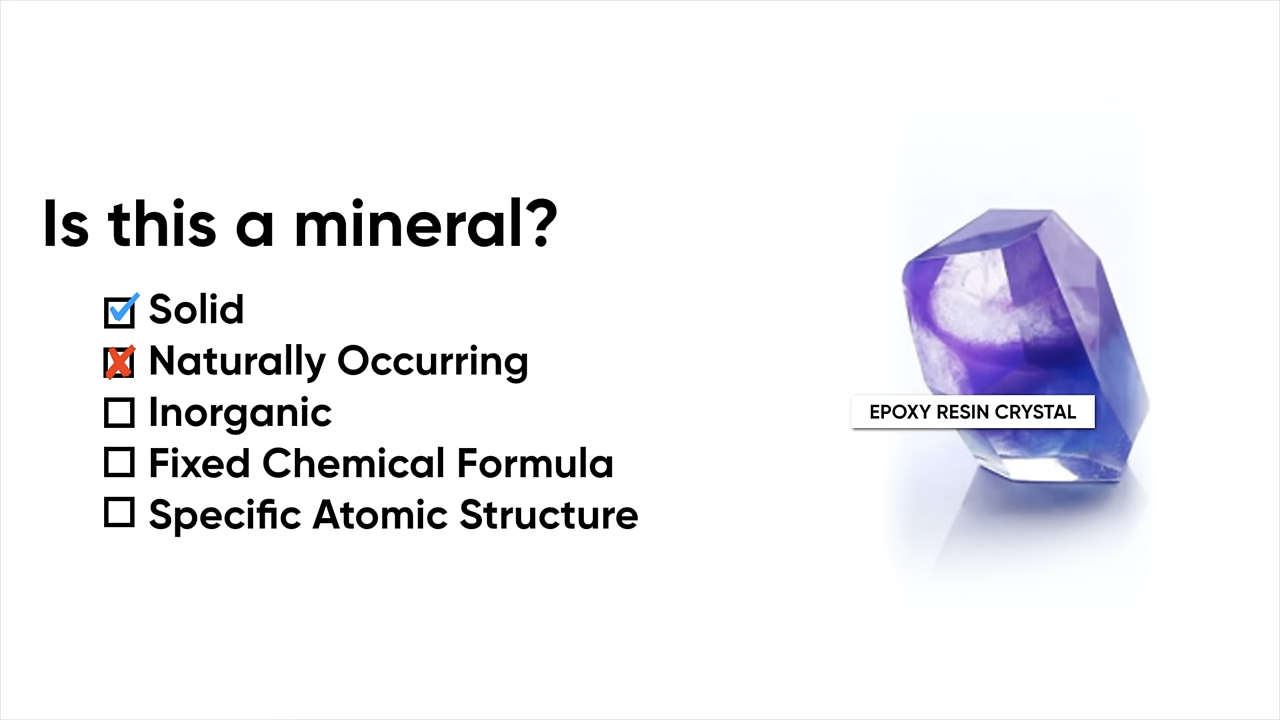 Is this a mineral?
Solid
Naturally Occurring
Inorganic
Fixed Chemical Formula
Specific Atomic Structure
EPOXY RESIN CRYSTAL